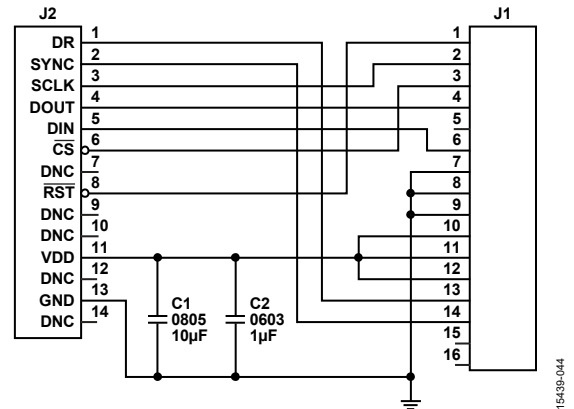 J2
DR 1
SYNC 2
SCLK 3
DOUT 4
DIN 5
CS 6
DNC 7
RST 8
DNC 9
DNC 10
VDD 11
DNC 12
GND 13
DNC 14
C1
0805
10µF
C2
0603
1µF
J1
1
2
3
4
5
6
7
8
9
10
11
12
13
14
15
16
15439-044